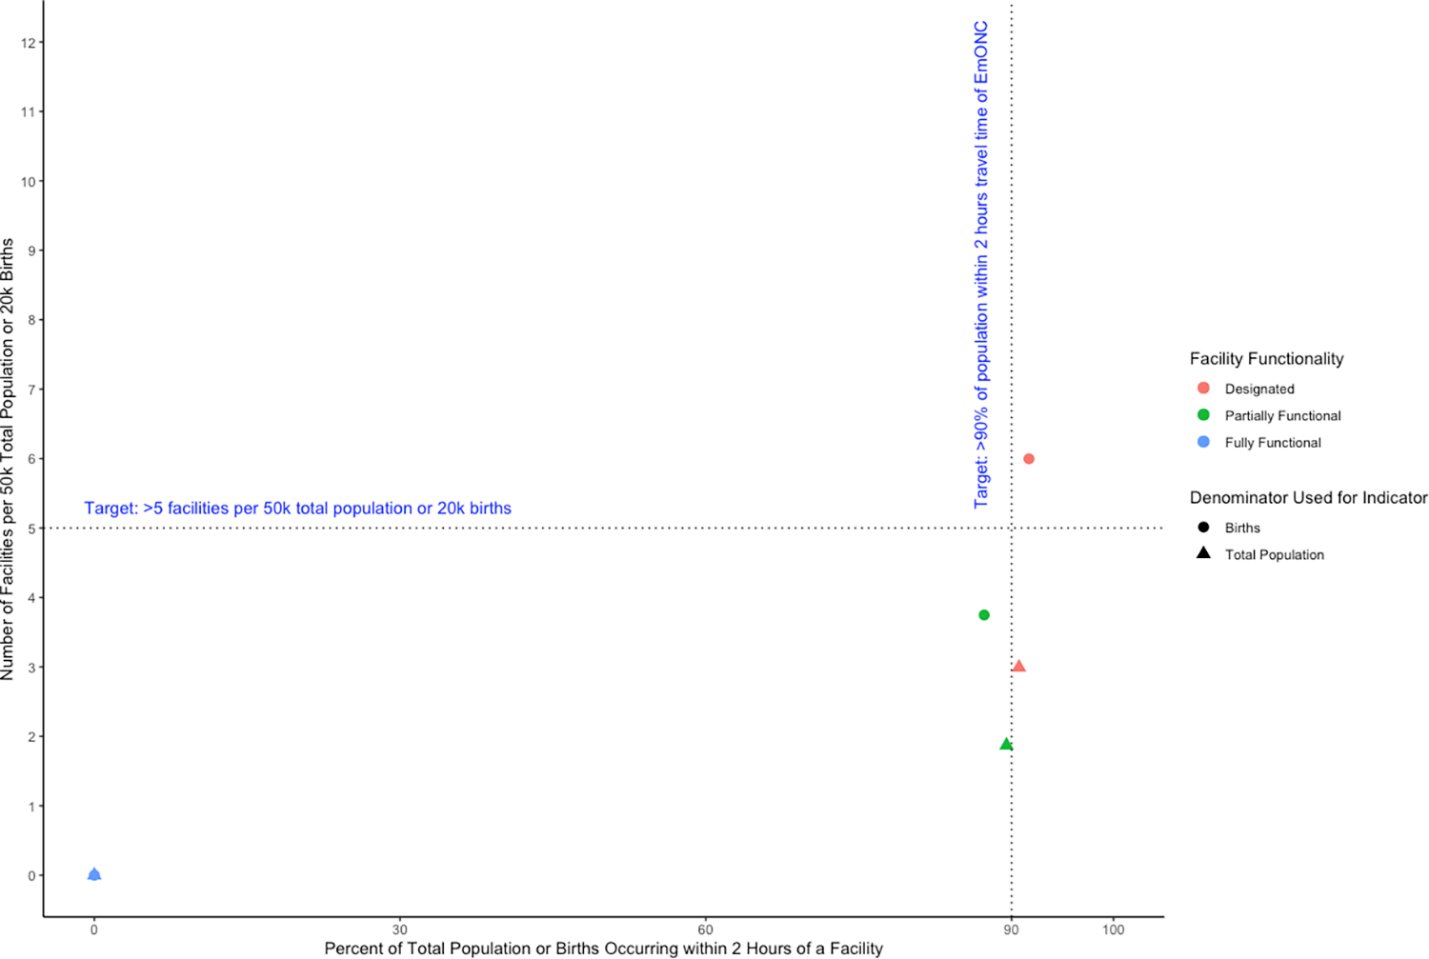 Number of Facilities per 50k Total Population or 20k Births
12
11
10
9
8
7
6
5
4
3
2
1
0
Target: >5 facilities per 50k total population or 20k births
Target: >90% of population within 2 hours travel time of EmONC
0
30
60
90
100
Percent of Total Population or Births Occurring within 2 Hours of a Facility
Facility Functionality
Designated
Partially Functional
Fully Functional
Denominator Used for Indicator
Births
Total Population